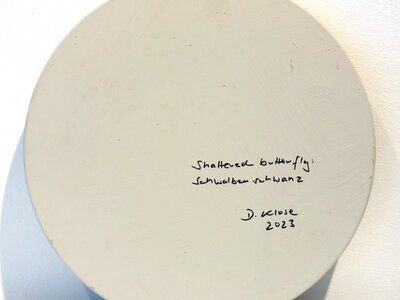 Shattered butterfly:
Schwalbenschwanz
D. Klose
2023